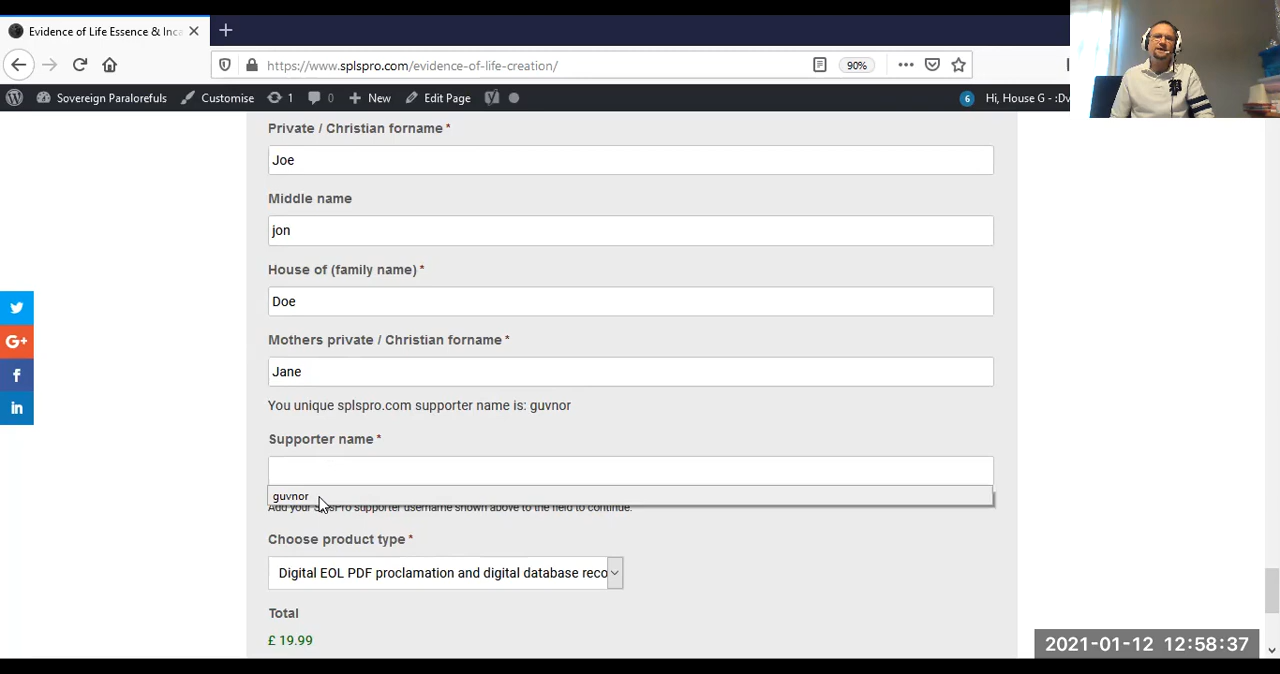 Evidence of Life Essence & Inca
https://www.splspro.com/evidence-of-life-creation/
90%
Sovereign Paralorefuls
Customise
1
0
New
Edit Page
6
Hi, House G - :Dv
Private / Christian forname *
Joe
Middle name
jon
House of (family name) *
Doe
Mothers private / Christian forname *
Jane
You unique splspro.com supporter name is: guvnor
Supporter name *
guvnor
Add your SplsPro supporter username shown above to the field to continue.
Choose product type *
Digital EOL PDF proclamation and digital database reco
Total
£ 19.99
2021-01-12 12:58:37